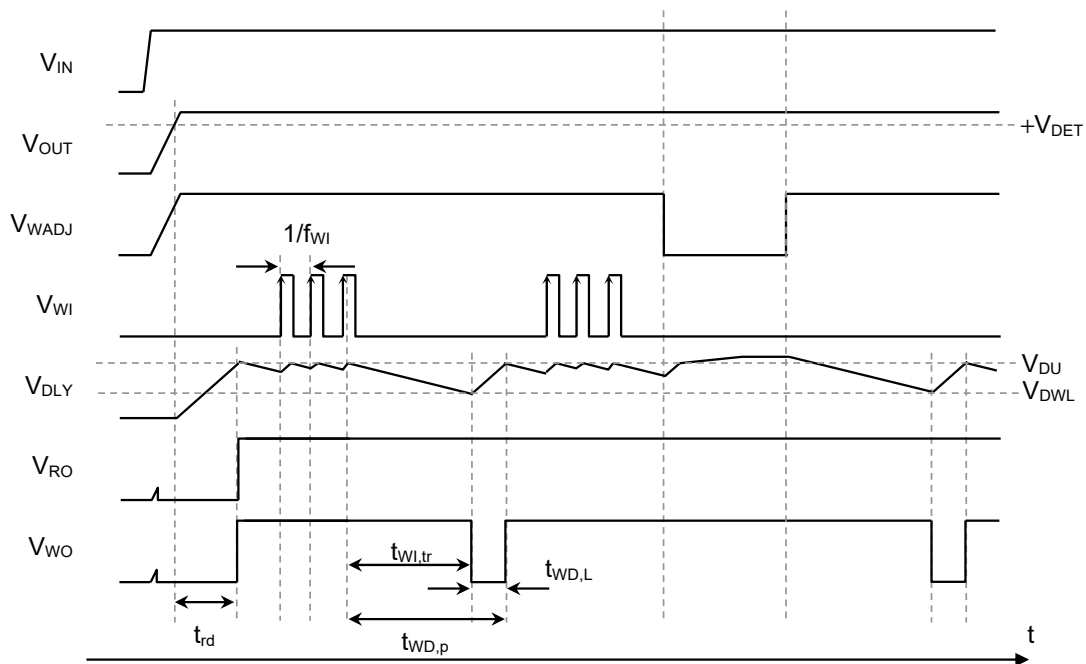 V_IN
V_OUT
+V_DET
V_WADJ
1/f_WI
V_WI
V_DU
V_DLY
V_DWL
V_RO
V_WO
t_WI,tr
t_WD,L
t_rd
t_WD,p
t